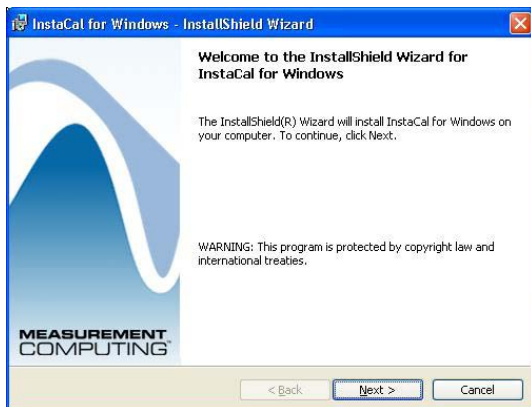 InstaCal for Windows - InstallShield Wizard
Welcome to the InstallShield Wizard for
InstaCal for Windows
The InstallShield(R) Wizard will install InstaCal for Windows on
your computer. To continue, click Next.
WARNING: This program is protected by copyright law and
international treaties.
MEASUREMENT
COMPUTING
< Back
Next >
Cancel